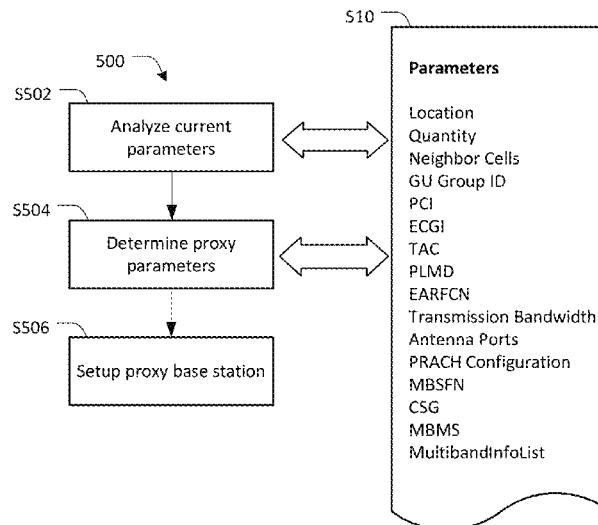 500
S502
Analyze current
parameters
S504
Determine proxy
parameters
S506
Setup proxy base station
S10
Parameters
Location
Quantity
Neighbor Cells
GU Group ID
PCI
ECGI
TAC
PLMD
EARFCN
Transmission Bandwidth
Antenna Ports
PRACH Configuration
MBSFN
CSG
MBMS
MultibandInfoList